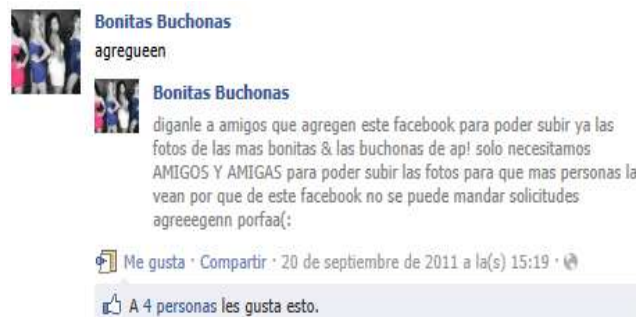 Bonitas Buchonas
agregueen
Bonitas Buchonas
diganle a amigos que agregen este facebook para poder subir ya las
fotos de las mas bonitas & las buchonas de ap! solo necesitamos
AMIGOS Y AMIGAS para poder subir las fotos para que mas personas la
vean por que de este facebook no se puede mandar solicitudes
agreeegenn porfaa(:
Me gusta · Compartir · 20 de septiembre de 2011 a la(s) 15:19 ·
A 4 personas les gusta esto.